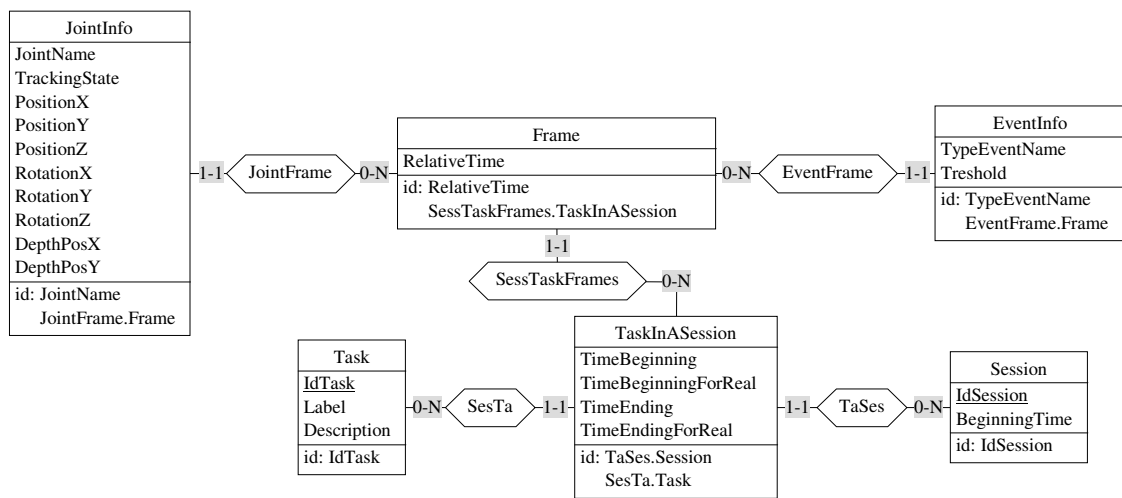 JointInfo
JointName
TrackingState
PositionX
PositionY
PositionZ
RotationX
RotationY
RotationZ
DepthPosX
DepthPosY
id: JointName
JointFrame.Frame
1-1
JointFrame
0-N
Frame
RelativeTime
id: RelativeTime
SessTaskFrames.TaskInASession
0-N
EventFrame
1-1
EventInfo
TypeEventName
Treshold
id: TypeEventName
EventFrame.Frame
1-1
SessTaskFrames
0-N
Task
IdTask
Label
Description
id: IdTask
0-N
SesTa
1-1
TaskInASession
TimeBeginning
TimeBeginningForReal
TimeEnding
TimeEndingForReal
id: TaSes.Session
SesTa.Task
1-1
TaSes
0-N
Session
IdSession
BeginningTime
id: IdSession